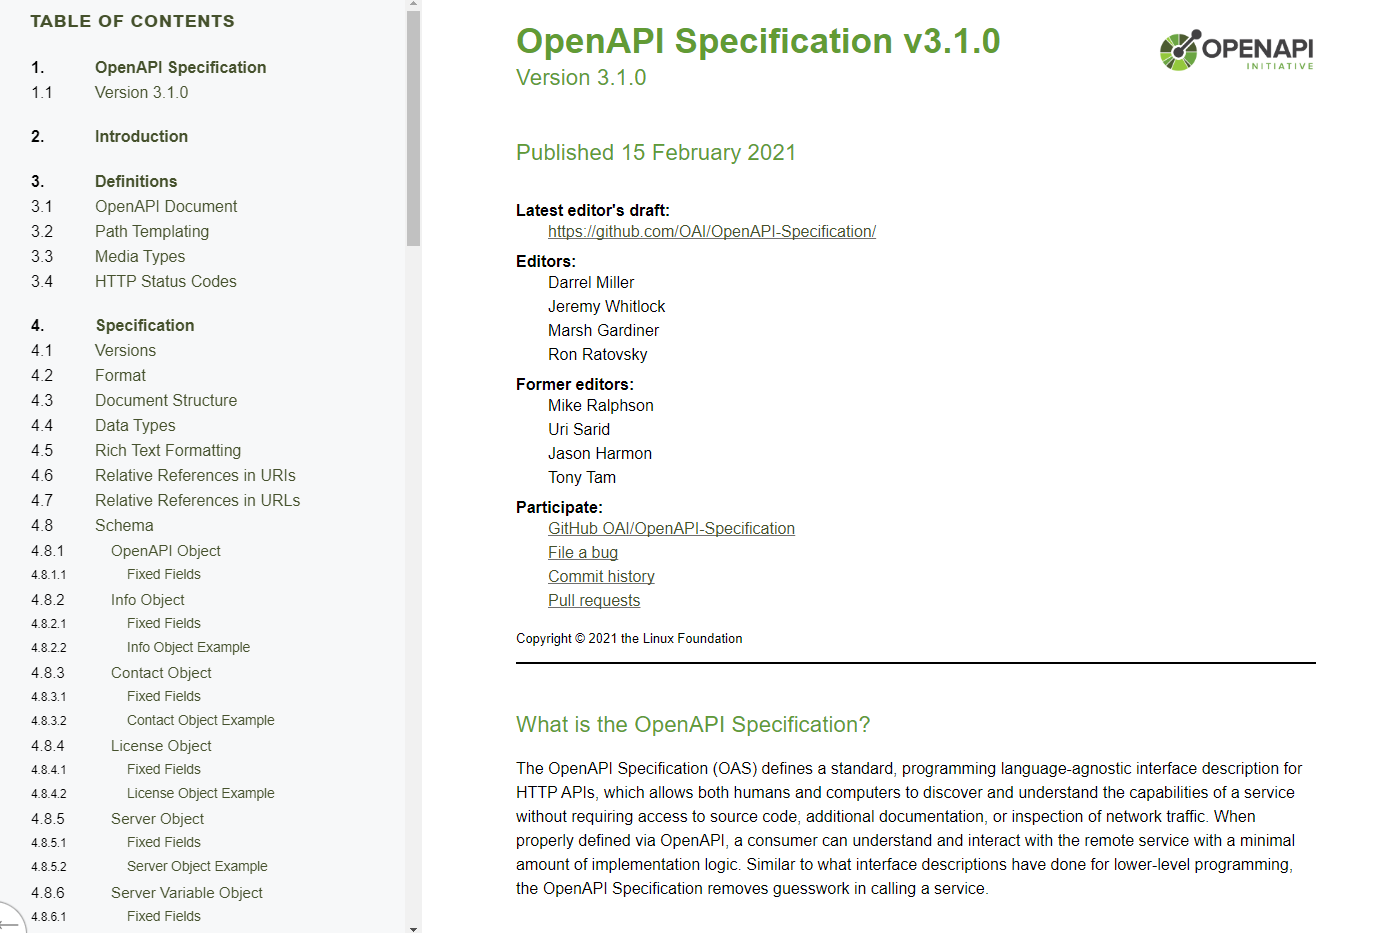 TABLE OF CONTENTS
1. OpenAPI Specification
1.1 Version 3.1.0
2. Introduction
3. Definitions
3.1 OpenAPI Document
3.2 Path Templating
3.3 Media Types
3.4 HTTP Status Codes
4. Specification
4.1 Versions
4.2 Format
4.3 Document Structure
4.4 Data Types
4.5 Rich Text Formatting
4.6 Relative References in URIs
4.7 Relative References in URLs
4.8 Schema
4.8.1 OpenAPI Object
4.8.1.1 Fixed Fields
4.8.2 Info Object
4.8.2.1 Fixed Fields
4.8.2.2 Info Object Example
4.8.3 Contact Object
4.8.3.1 Fixed Fields
4.8.3.2 Contact Object Example
4.8.4 License Object
4.8.4.1 Fixed Fields
4.8.4.2 License Object Example
4.8.5 Server Object
4.8.5.1 Fixed Fields
4.8.5.2 Server Object Example
4.8.6 Server Variable Object
4.8.6.1 Fixed Fields
OpenAPI Specification v3.1.0
Version 3.1.0
OPENAPI
INITIATIVE
Published 15 February 2021
Latest editor's draft:
https://github.com/OAI/OpenAPI-Specification/
Editors:
Darrel Miller
Jeremy Whitlock
Marsh Gardiner
Ron Ratovsky
Former editors:
Mike Ralphson
Uri Sarid
Jason Harmon
Tony Tam
Participate:
GitHub OAI/OpenAPI-Specification
File a bug
Commit history
Pull requests
Copyright © 2021 the Linux Foundation
What is the OpenAPI Specification?
The OpenAPI Specification (OAS) defines a standard, programming language-agnostic interface description for
HTTP APIs, which allows both humans and computers to discover and understand the capabilities of a service
without requiring access to source code, additional documentation, or inspection of network traffic. When
properly defined via OpenAPI, a consumer can understand and interact with the remote service with a minimal
amount of implementation logic. Similar to what interface descriptions have done for lower-level programming,
the OpenAPI Specification removes guesswork in calling a service.